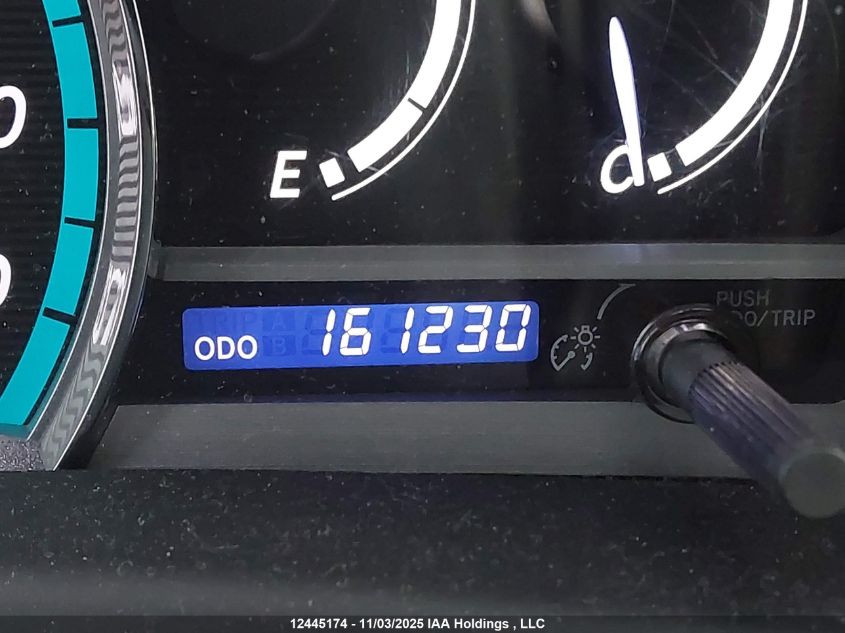 E
PUSH
ODO/TRIP
ODO 161230
12445174 - 11/03/2025 IAA Holdings , LLC